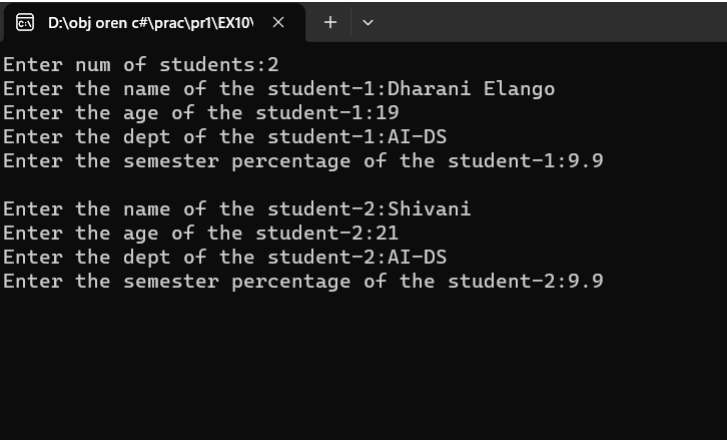 D:\obj oren c#\prac\pr1\EX10\
Enter num of students:2
Enter the name of the student-1:Dharani Elango
Enter the age of the student-1:19
Enter the dept of the student-1:AI-DS
Enter the semester percentage of the student-1:9.9
Enter the name of the student-2:Shivani
Enter the age of the student-2:21
Enter the dept of the student-2:AI-DS
Enter the semester percentage of the student-2:9.9